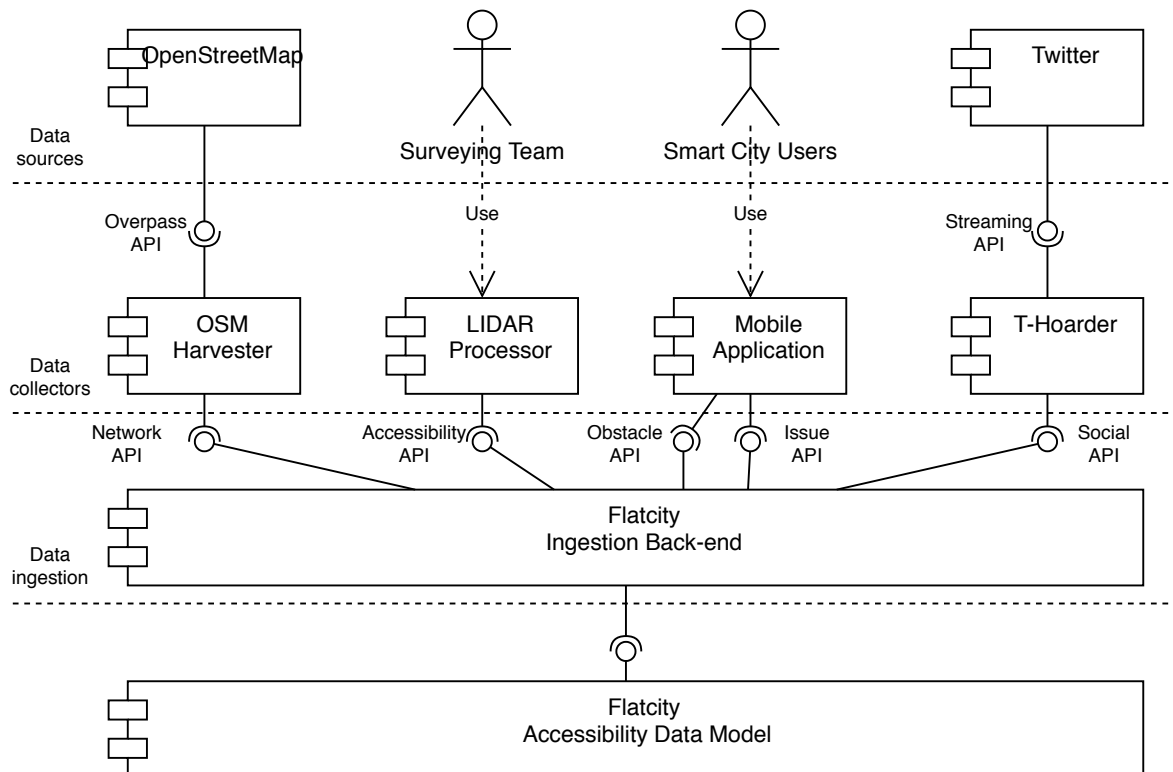 OpenStreetMap
Twitter
Surveying Team
Smart City Users
Data
sources
Overpass
API
Use
Use
Streaming
API
OSM
Harvester
LIDAR
Processor
Mobile
Application
T-Hoarder
Data
collectors
Network
API
Accessibility
API
Obstacle
API
Issue
API
Social
API
Flatcity
Ingestion Back-end
Data
ingestion
Flatcity
Accessibility Data Model